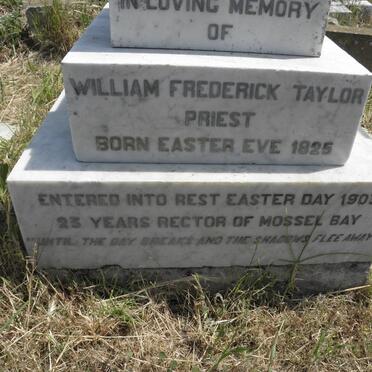 IN LOVING MEMORY
OF
WILLIAM FREDERICK TAYLOR
PRIEST
BORN EASTER EVE 1825
ENTERED INTO REST EASTER DAY
23 YEARS RECTOR OF MOSSEL BAY
UNTIL THE DAY BREAKS AND THE SHADOWS FLEE AWAY